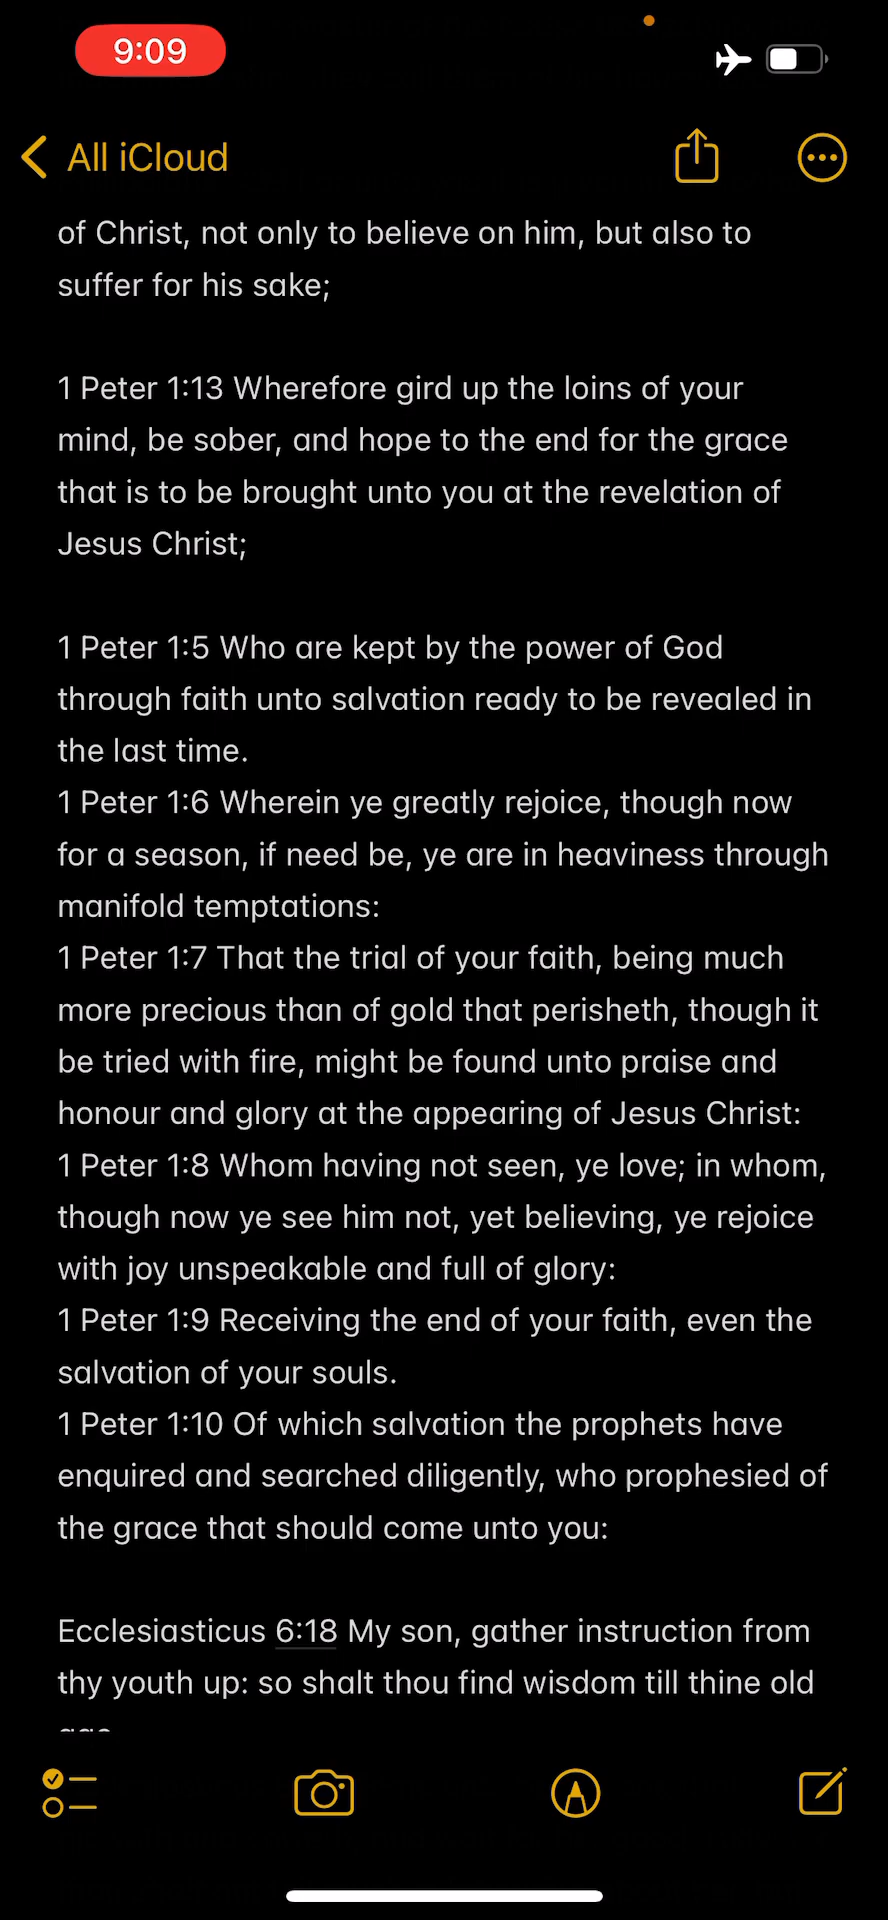 9:09
All iCloud
of Christ, not only to believe on him, but also to
suffer for his sake;
1 Peter 1:13 Wherefore gird up the loins of your
mind, be sober, and hope to the end for the grace
that is to be brought unto you at the revelation of
Jesus Christ;
1 Peter 1:5 Who are kept by the power of God
through faith unto salvation ready to be revealed in
the last time.
1 Peter 1:6 Wherein ye greatly rejoice, though now
for a season, if need be, ye are in heaviness through
manifold temptations:
1 Peter 1:7 That the trial of your faith, being much
more precious than of gold that perisheth, though it
be tried with fire, might be found unto praise and
honour and glory at the appearing of Jesus Christ:
1 Peter 1:8 Whom having not seen, ye love; in whom,
though now ye see him not, yet believing, ye rejoice
with joy unspeakable and full of glory:
1 Peter 1:9 Receiving the end of your faith, even the
salvation of your souls.
1 Peter 1:10 Of which salvation the prophets have
enquired and searched diligently, who prophesied of
the grace that should come unto you:
Ecclesiasticus 6:18 My son, gather instruction from
thy youth up: so shalt thou find wisdom till thine old